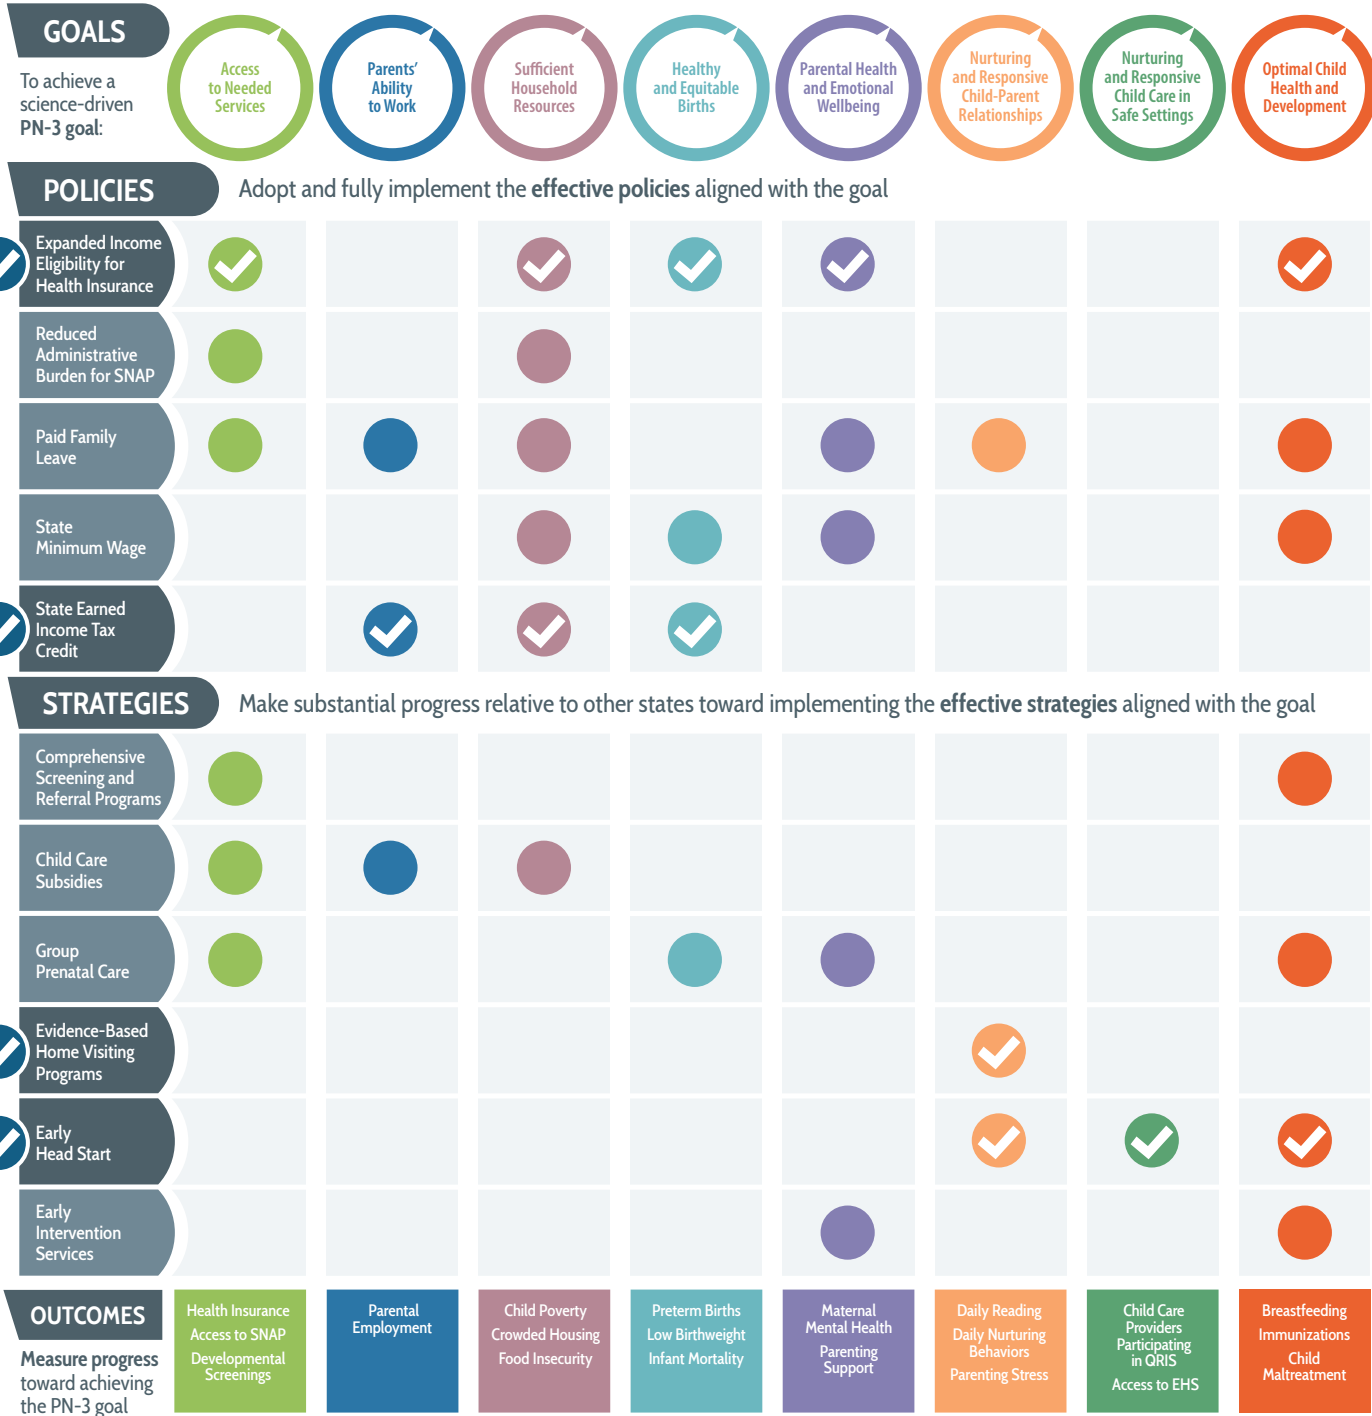 GOALS
To achieve a
science-driven
PN-3 goal:
Access
to Needed
Services
Parents’
Ability
to Work
Sufficient
Household
Resources
Healthy
and Equitable
Births
Parental Health
and Emotional
Wellbeing
Nurturing
and Responsive
Child-Parent
Relationships
Nurturing
and Responsive
Child Care in
Safe Settings
Optimal Child
Health and
Development
POLICIES
Adopt and fully implement the effective policies aligned with the goal
Expanded Income
Eligibility for
Health Insurance
Reduced
Administrative
Burden for SNAP
Paid Family
Leave
State
Minimum Wage
State Earned
Income Tax
Credit
STRATEGIES
Make substantial progress relative to other states toward implementing the effective strategies aligned with the goal
Comprehensive
Screening and
Referral Programs
Child Care
Subsidies
Group
Prenatal Care
Evidence-Based
Home Visiting
Programs
Early
Head Start
Early
Intervention
Services
OUTCOMES
Measure progress
toward achieving
the PN-3 goal
Health Insurance
Access to SNAP
Developmental
Screenings
Parental
Employment
Child Poverty
Crowded Housing
Food Insecurity
Preterm Births
Low Birthweight
Infant Mortality
Maternal
Mental Health
Parenting
Support
Daily Reading
Daily Nurturing
Behaviors
Parenting Stress
Child Care
Providers
Participating
in QRIS
Access to EHS
Breastfeeding
Immunizations
Child
Maltreatment